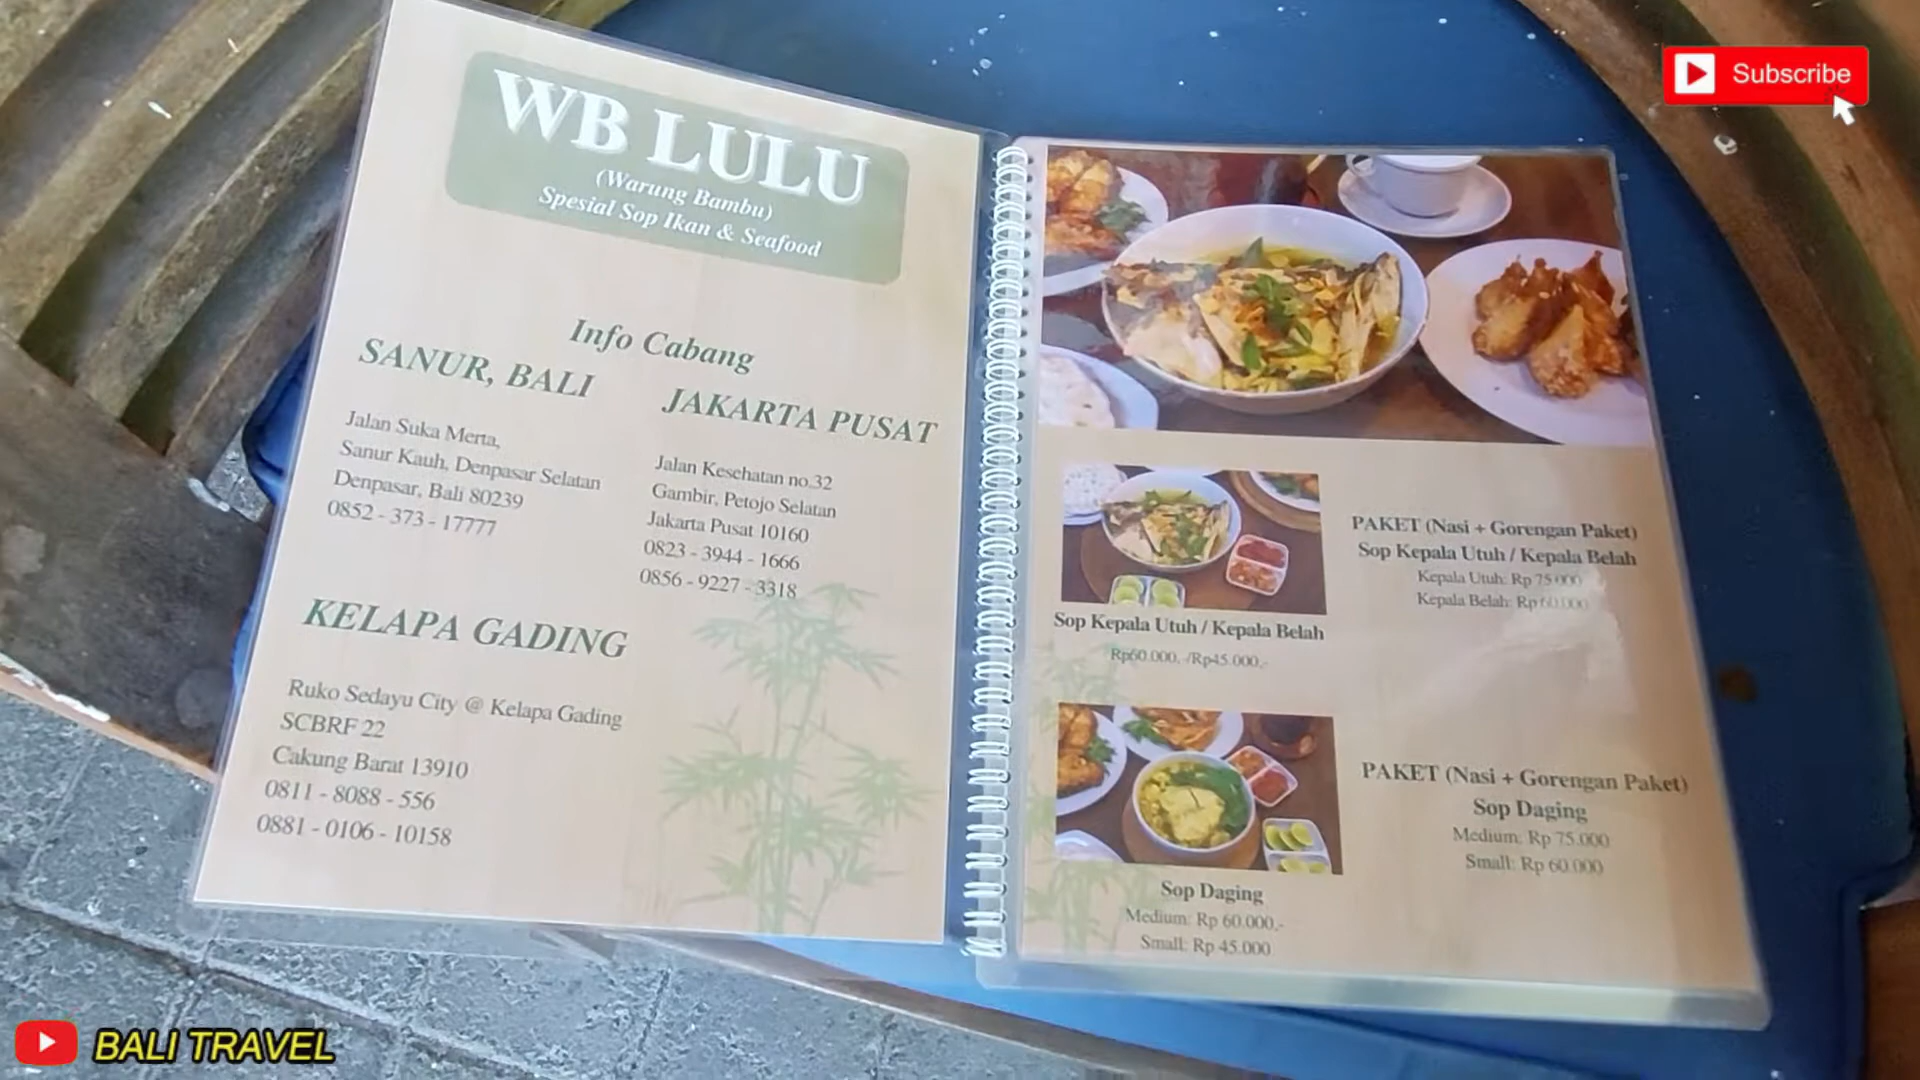 WB LULU
(Warung Bambu)
Spesial Sop Ikan & Seafood
Info Cabang
SANUR, BALI
Jalan Suka Merta,
Sanur Kauh, Denpasar Selatan
Denpasar, Bali 80239
0852 - 373 - 17777
JAKARTA PUSAT
Jalan Kesehatan no.32
Gambir, Petojo Selatan
Jakarta Pusat 10160
0823 - 3944 - 1666
0856 - 9227 - 3318
KELAPA GADING
Ruko Sedayu City @ Kelapa Gading
SCBRF 22
Cakung Barat 13910
0811 - 8088 - 556
0881 - 0106 - 10158
Sop Kepala Utuh / Kepala Belah
Rp60.000,-/Rp45.000,-
PAKET (Nasi + Gorengan Paket)
Sop Kepala Utuh / Kepala Belah
Kepala Utuh: Rp 75.000
Kepala Belah: Rp 60.000
Sop Daging
Medium: Rp 60.000,-
Small: Rp 45.000
PAKET (Nasi + Gorengan Paket)
Sop Daging
Medium: Rp 75.000
Small: Rp 60.000
Subscribe
BALI TRAVEL